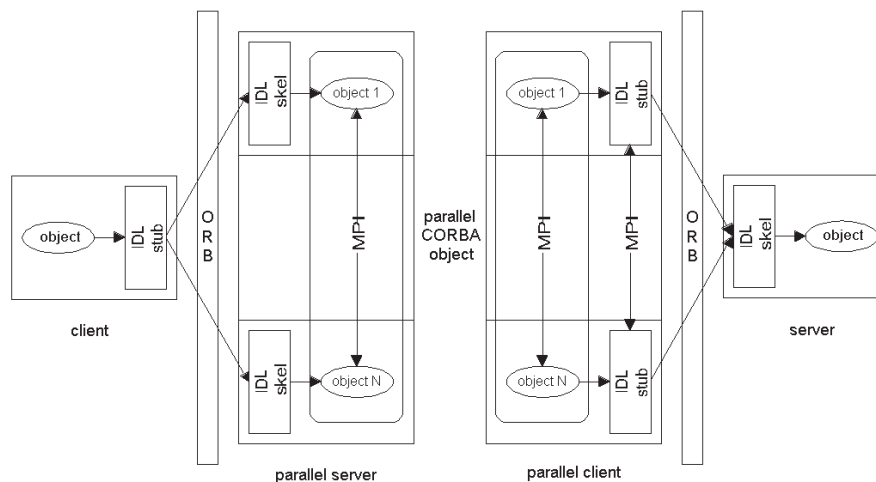 IDL
skel
object 1
object 1
IDL
stub
object
IDL
stub
O
R
B
MPI
parallel
CORBA
object
MPI
MPI
O
R
B
IDL
skel
object
client
server
IDL
skel
object N
object N
IDL
stub
parallel server
parallel client